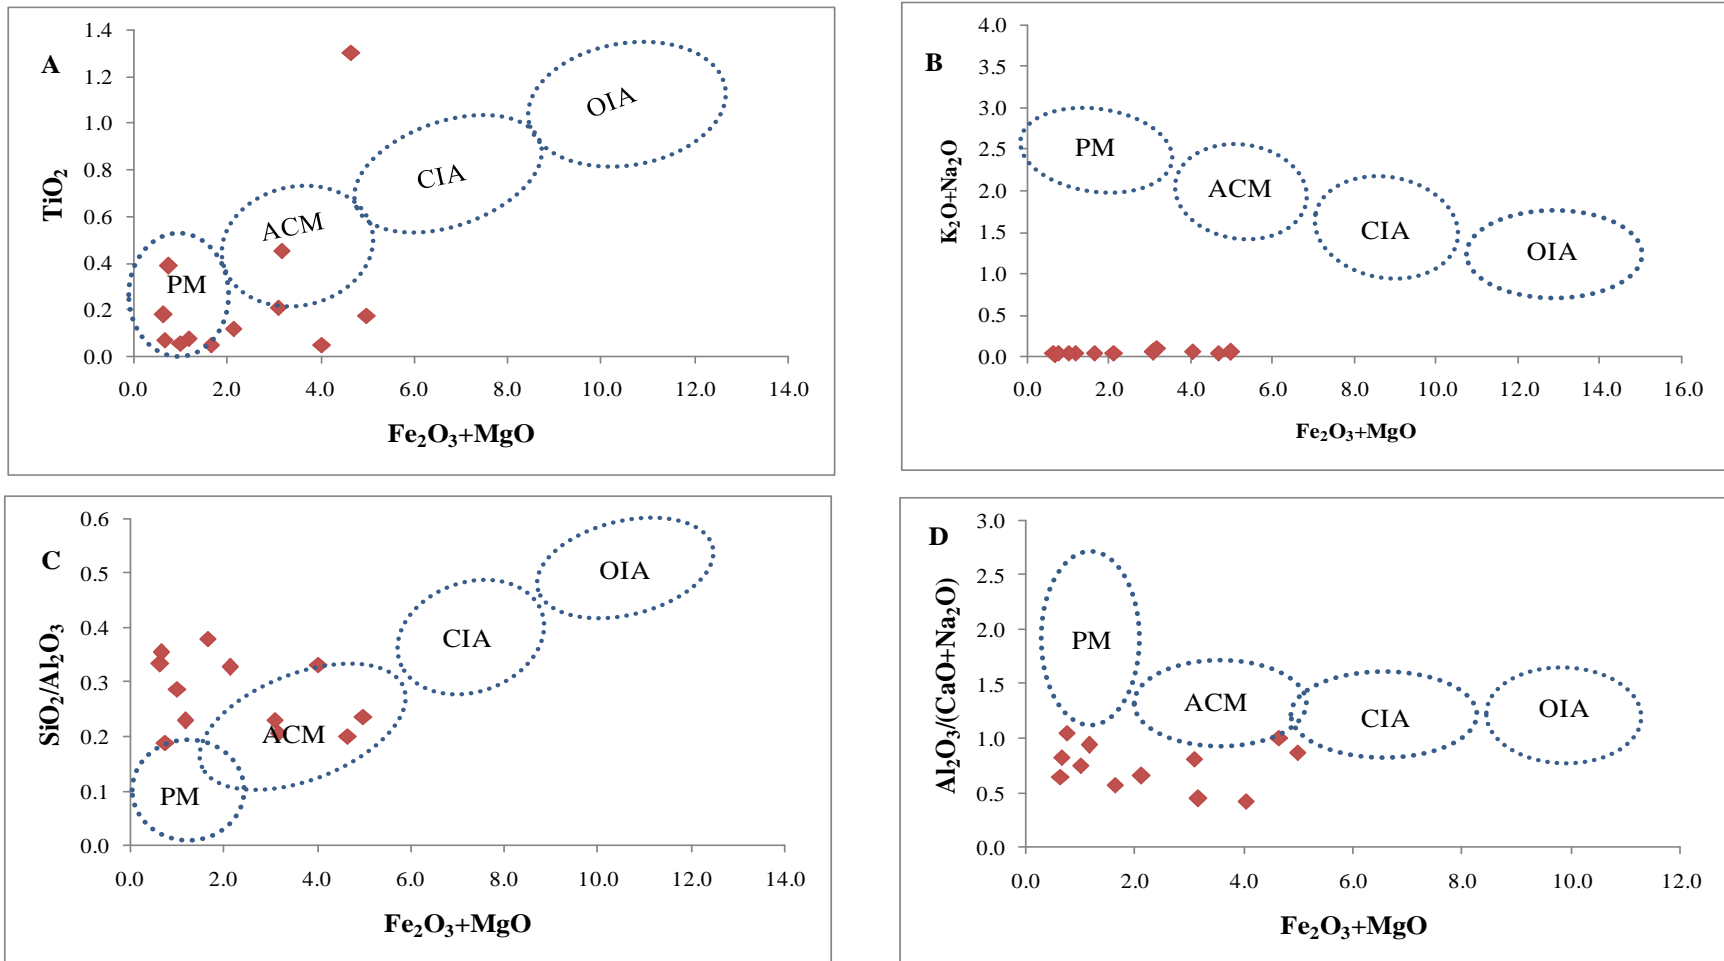 A
1.4
1.2
1.0
0.8
0.6
0.4
0.2
0.0
TiO₂
OIA
CIA
ACM
PM
0.0 2.0 4.0 6.0 8.0 10.0 12.0 14.0
Fe₂O₃+MgO
B
4.0
3.5
3.0
2.5
2.0
1.5
1.0
0.5
0.0
K₂O+Na₂O
PM
ACM
CIA
OIA
0.0 2.0 4.0 6.0 8.0 10.0 12.0 14.0 16.0
Fe₂O₃+MgO
C
0.6
0.5
0.4
0.3
0.2
0.1
0.0
SiO₂/Al₂O₃
OIA
CIA
ACM
PM
0.0 2.0 4.0 6.0 8.0 10.0 12.0 14.0
Fe₂O₃+MgO
D
3.0
2.5
2.0
1.5
1.0
0.5
0.0
Al₂O₃/(CaO+Na₂O)
PM
ACM
CIA
OIA
0.0 2.0 4.0 6.0 8.0 10.0 12.0
Fe₂O₃+MgO